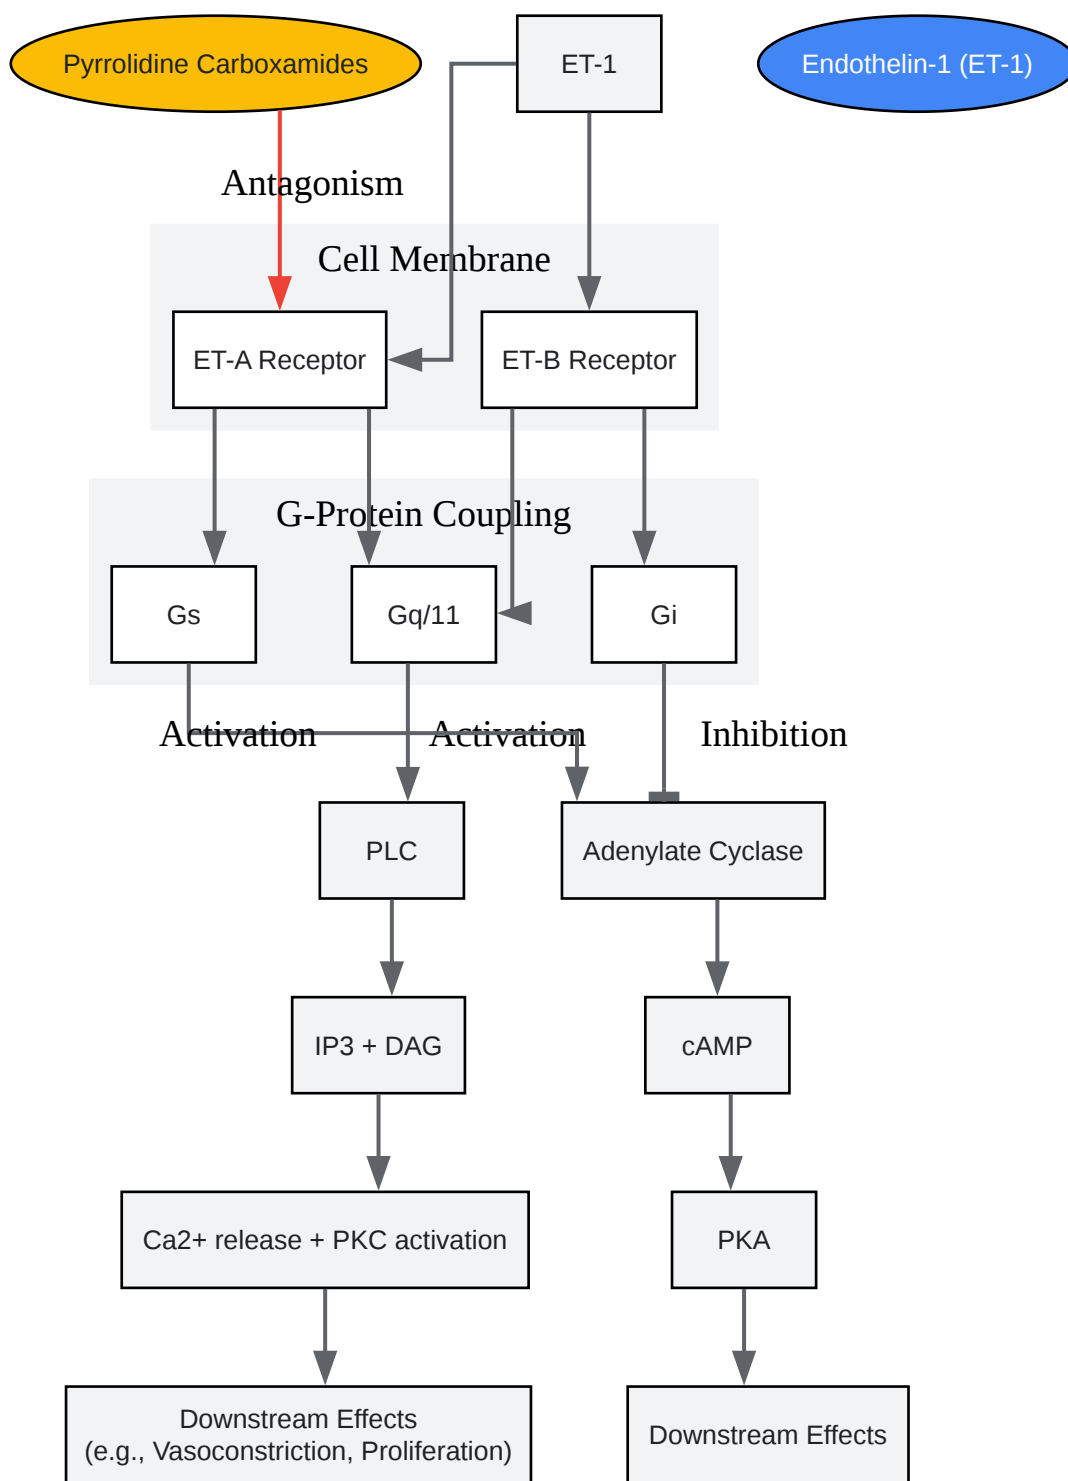 Pyrrolidine Carboxamides
ET-1
Endothelin-1 (ET-1)
Antagonism
Cell Membrane
ET-A Receptor
ET-B Receptor
G-Protein Coupling
Gs
Gq/11
Gi
Activation
Activation
Inhibition
PLC
Adenylate Cyclase
IP3 + DAG
cAMP
Ca2+ release + PKC activation
PKA
Downstream Effects
(e.g., Vasoconstriction, Proliferation)
Downstream Effects